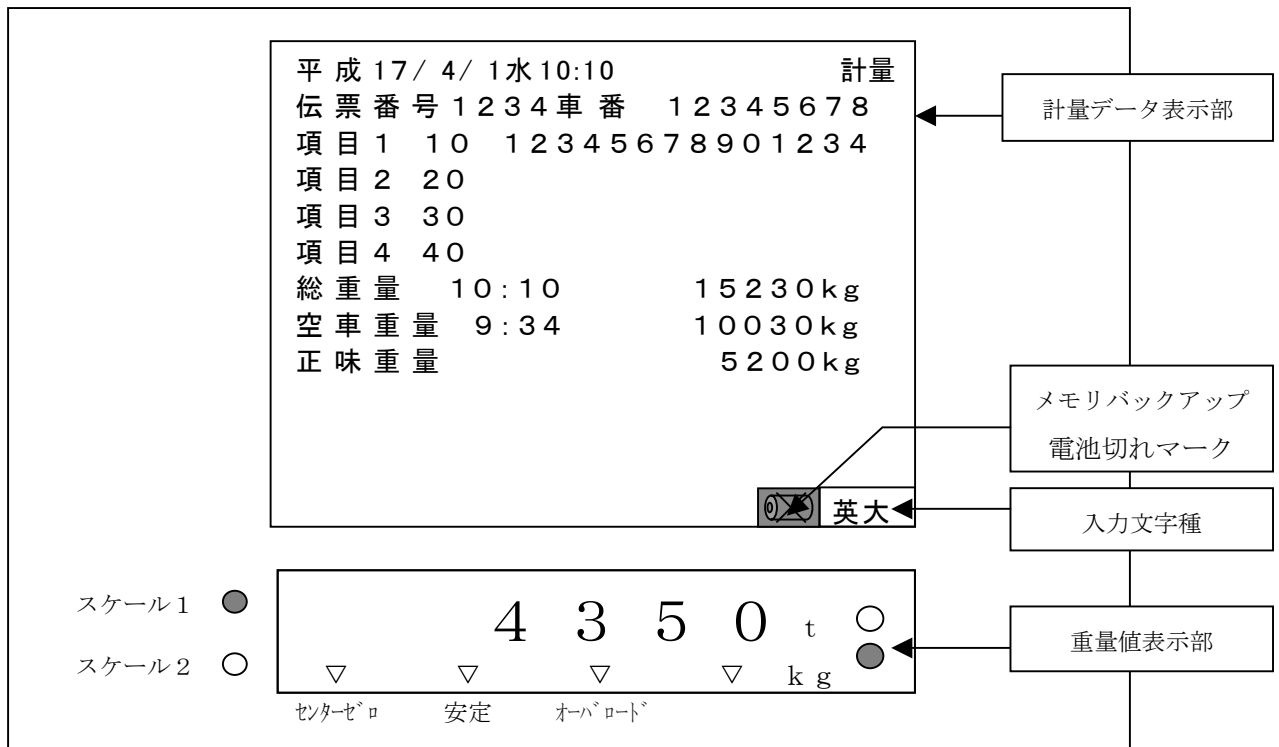 平成17/ 4/ 1水10:10 計量
伝票番号1234車番 12345678
項目1 10 12345678901234
項目2 20
項目3 30
項目4 40
総重量 10:10 15230kg
空車重量 9:34 10030kg
正味重量 5200kg
英大
計量データ表示部
メモリバックアップ
電池切れマーク
入力文字種
スケール1
スケール2
4350 t
▽ ▽ ▽ ▽ kg
センターゼロ 安定 オーバロード
重量値表示部